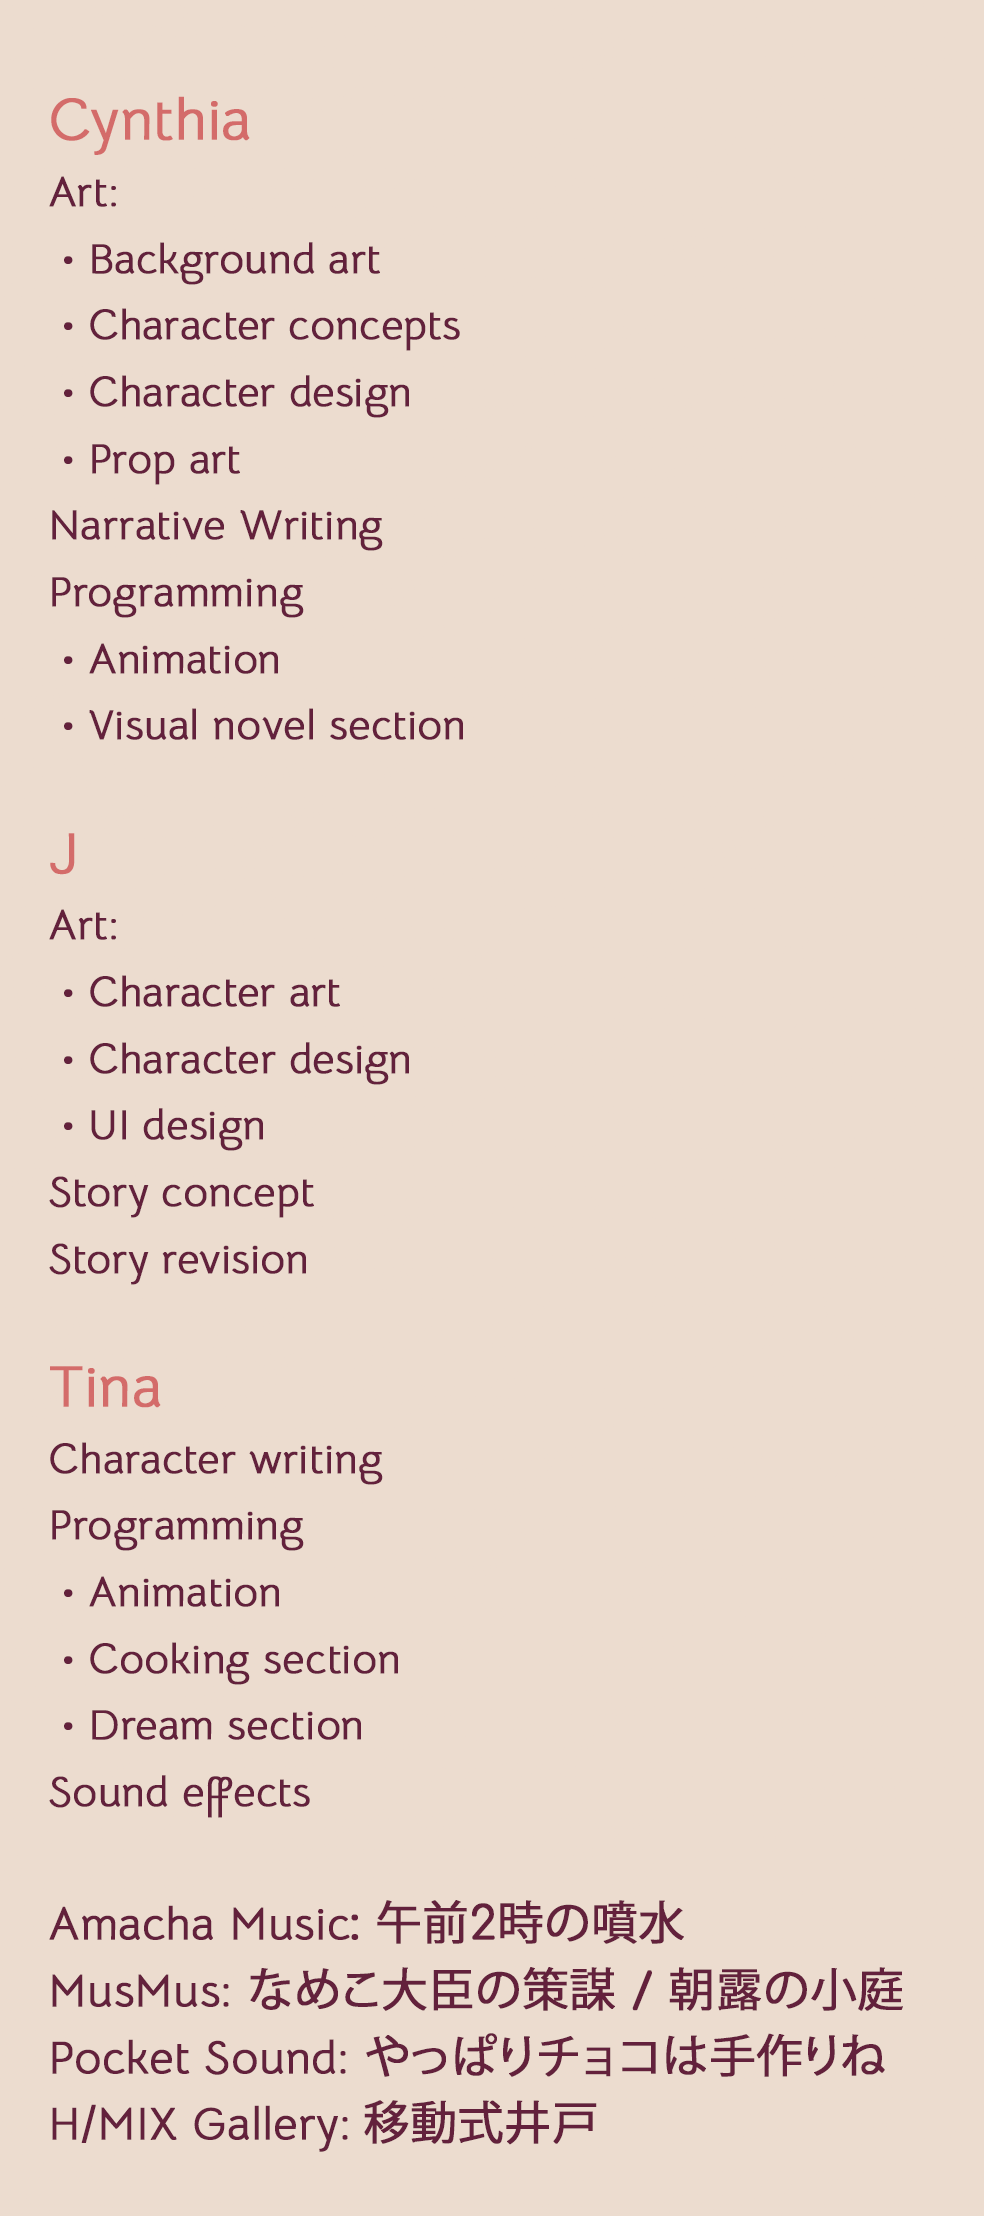 Cynthia
Art:
• Background art
• Character concepts
• Character design
• Prop art
Narrative Writing
Programming
• Animation
• Visual novel section
J
Art:
• Character art
• Character design
• UI design
Story concept
Story revision
Tina
Character writing
Programming
• Animation
• Cooking section
• Dream section
Sound effects
Amacha Music: 午前2時の噴水
MusMus: なめこ大臣の策謀 / 朝露の小庭
Pocket Sound: やっぱりチョコは手作りね
H/MIX Gallery: 移動式井戸